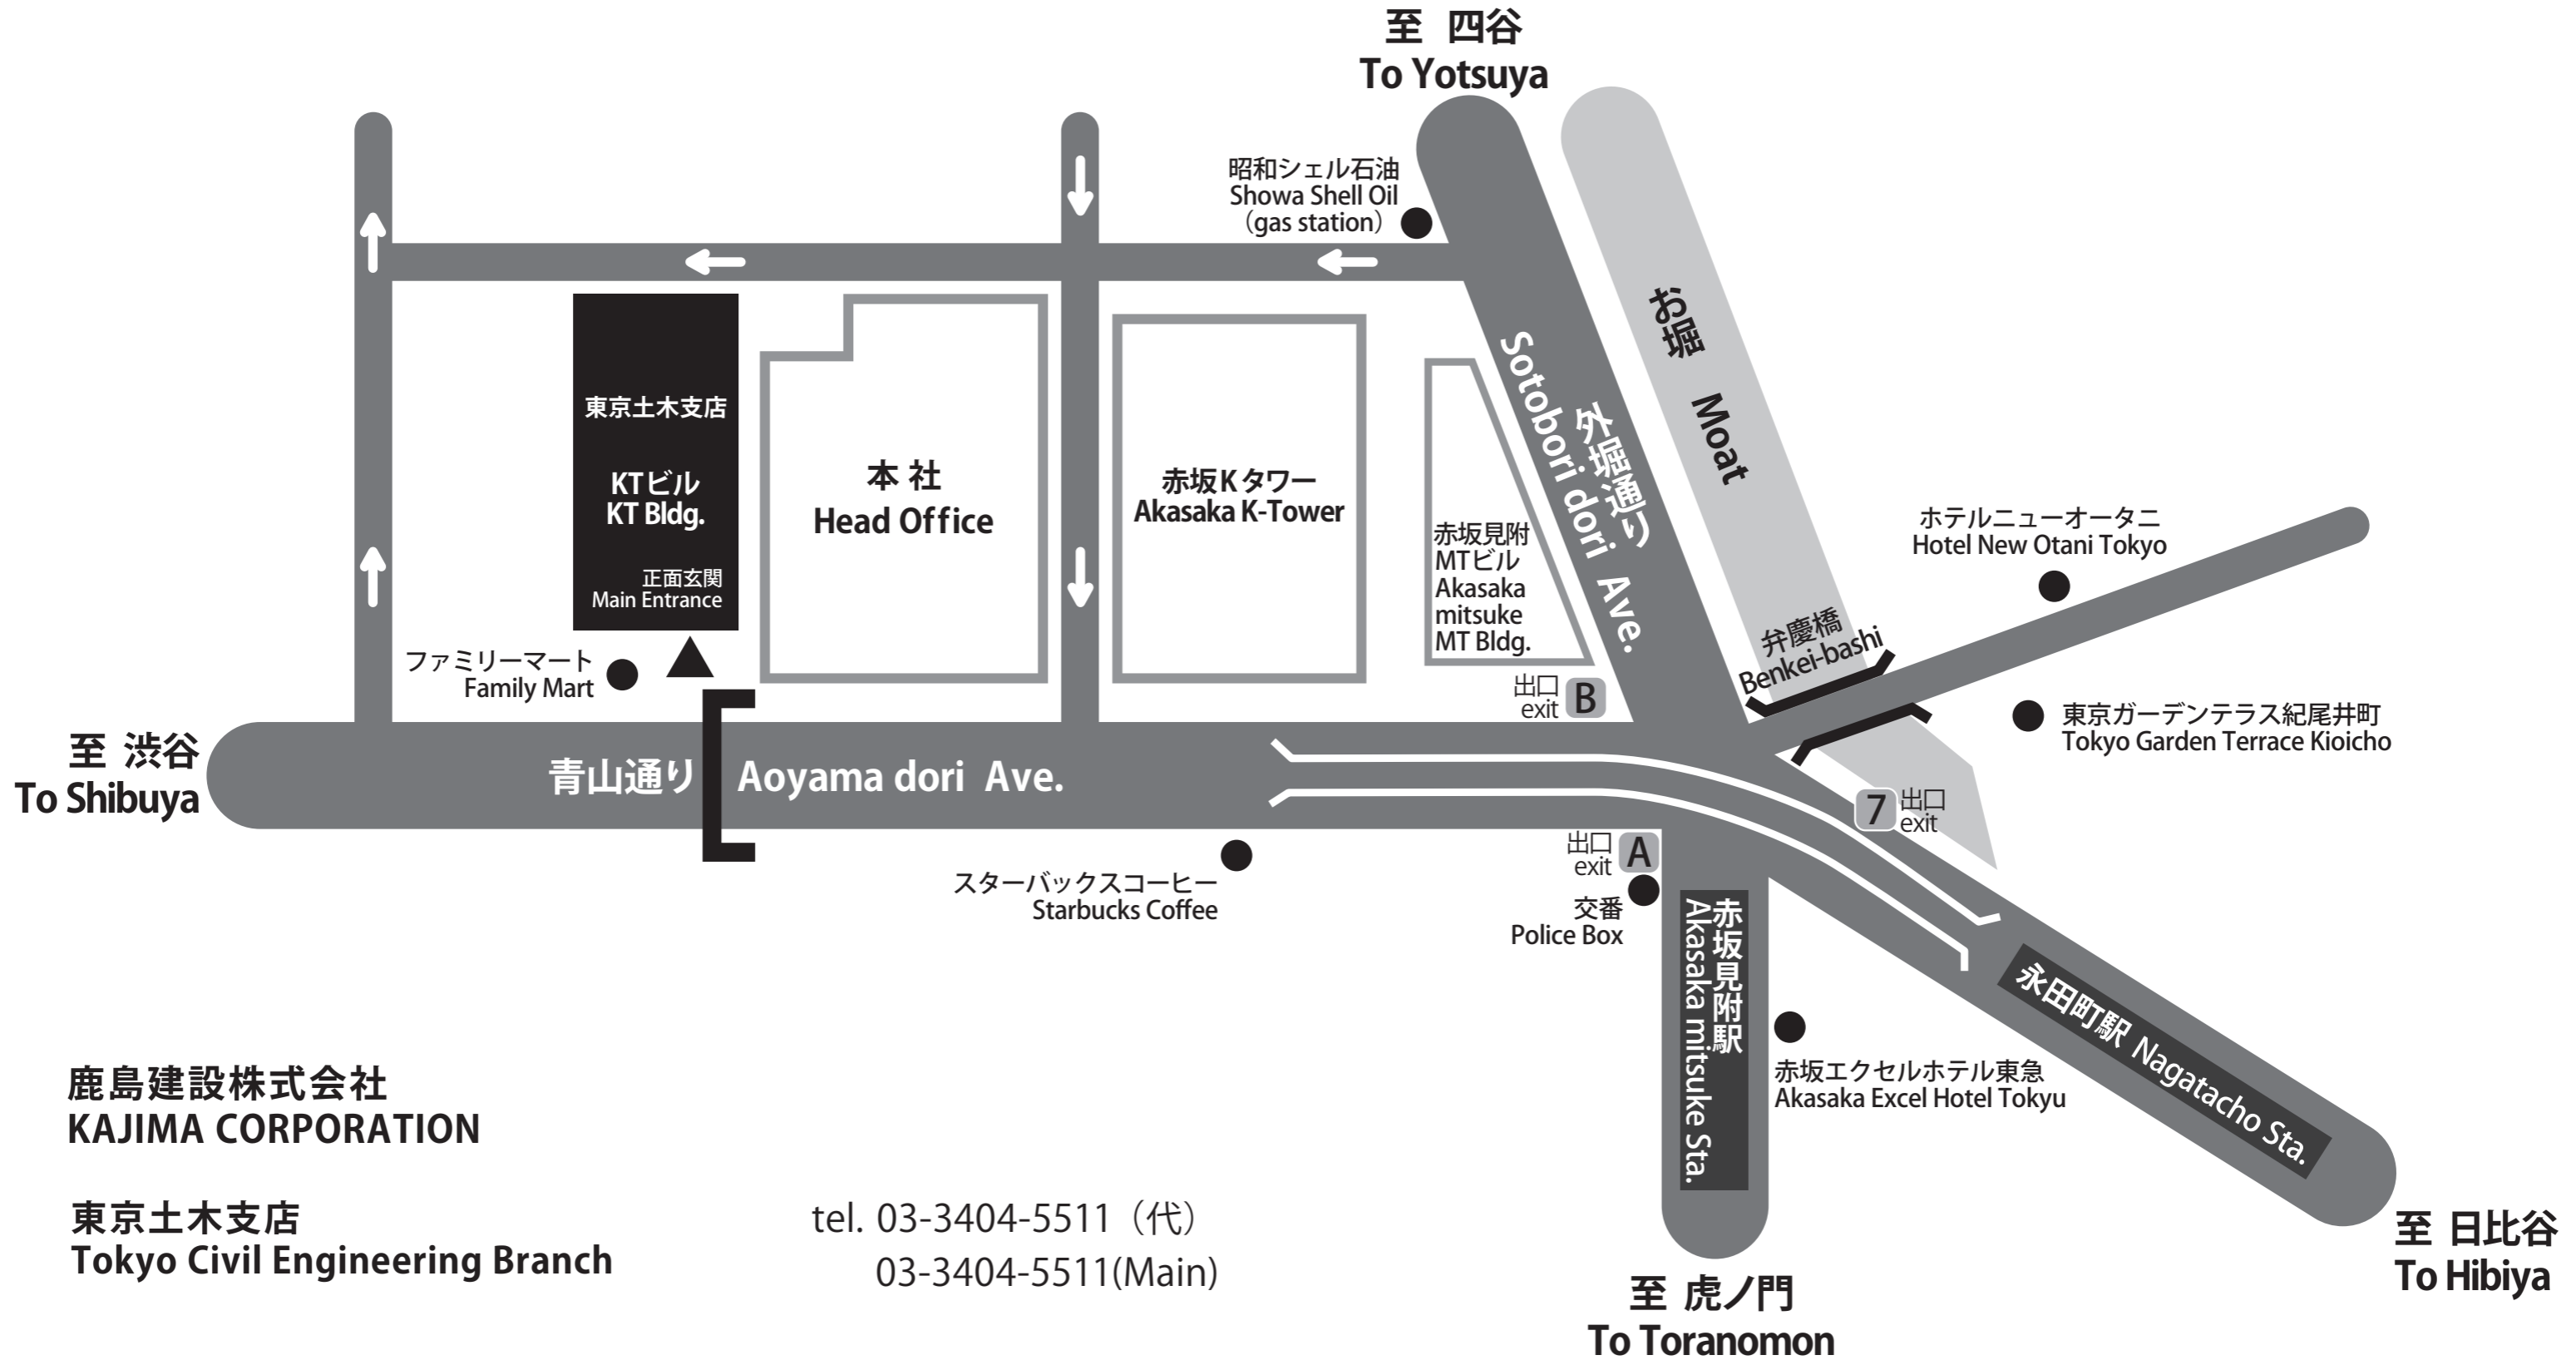 至 四谷
To Yotsuya
昭和シェル石油
Showa Shell Oil
（gas station）
お堀 Moat
外堀通り
Sotobori dori Ave.
東京土木支店
KTビル
KT Bldg.
正面玄関
Main Entrance
本 社
Head Office
赤坂Kタワー
Akasaka K-Tower
赤坂見附
MTビル
Akasaka
mitsuke
MT Bldg.
ホテルニューオータニ
Hotel New Otani Tokyo
弁慶橋
Benkei-bashi
ファミリーマート
Family Mart
出口
exit
B
東京ガーデンテラス紀尾井町
Tokyo Garden Terrace Kioicho
至 渋谷
To Shibuya
青山通り Aoyama dori Ave.
7
出口
exit
出口
exit
A
スターバックスコーヒー
Starbucks Coffee
交番
Police Box
赤坂見附駅
Akasaka mitsuke Sta.
永田町駅 Nagatacho Sta.
赤坂エクセルホテル東急
Akasaka Excel Hotel Tokyu
鹿島建設株式会社
KAJIMA CORPORATION
東京土木支店
Tokyo Civil Engineering Branch
tel. 03-3404-5511（代）
03-3404-5511(Main)
至 日比谷
To Hibiya
至 虎ノ門
To Toranomon